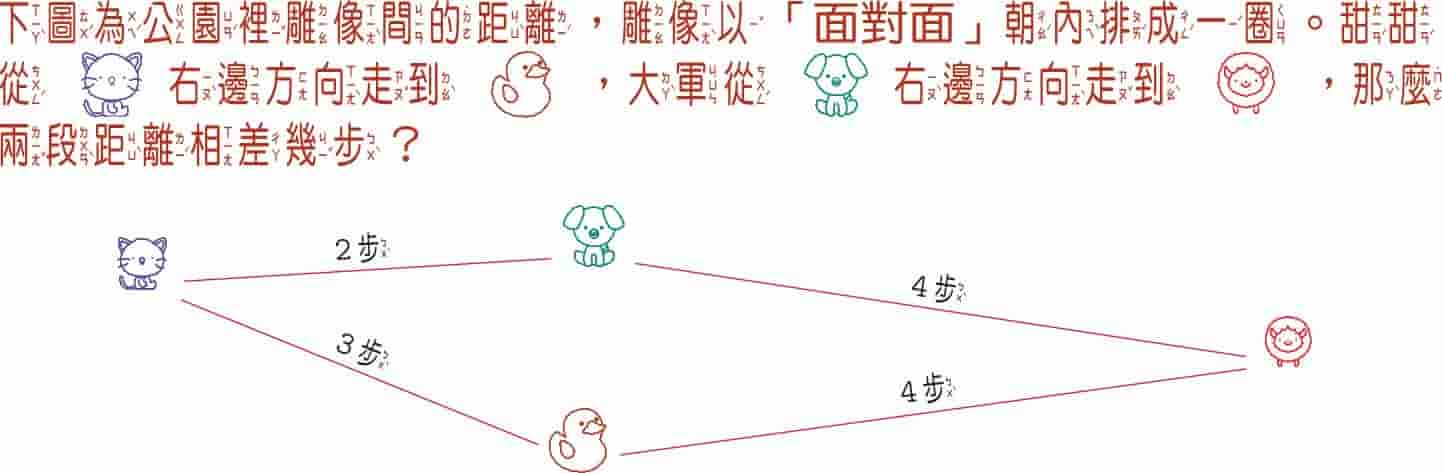 下圖為公園裡雕像間的距離，雕像以「面對面」朝內排成一圈。甜甜
從 右邊方向走到 ，大軍從 右邊方向走到 ，那麼
兩段距離相差幾步？
2步
4步
3步
4步